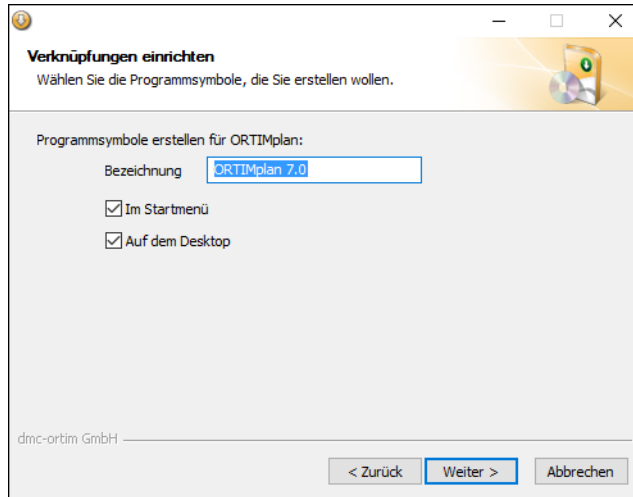 Verknüpfungen einrichten
Wählen Sie die Programmsymbole, die Sie erstellen wollen.
Programmsymbole erstellen für ORTIMplan:
Bezeichnung ORTIMplan 7.0
Im Startmenü
Auf dem Desktop
dmc-ortim GmbH
< Zurück Weiter > Abbrechen